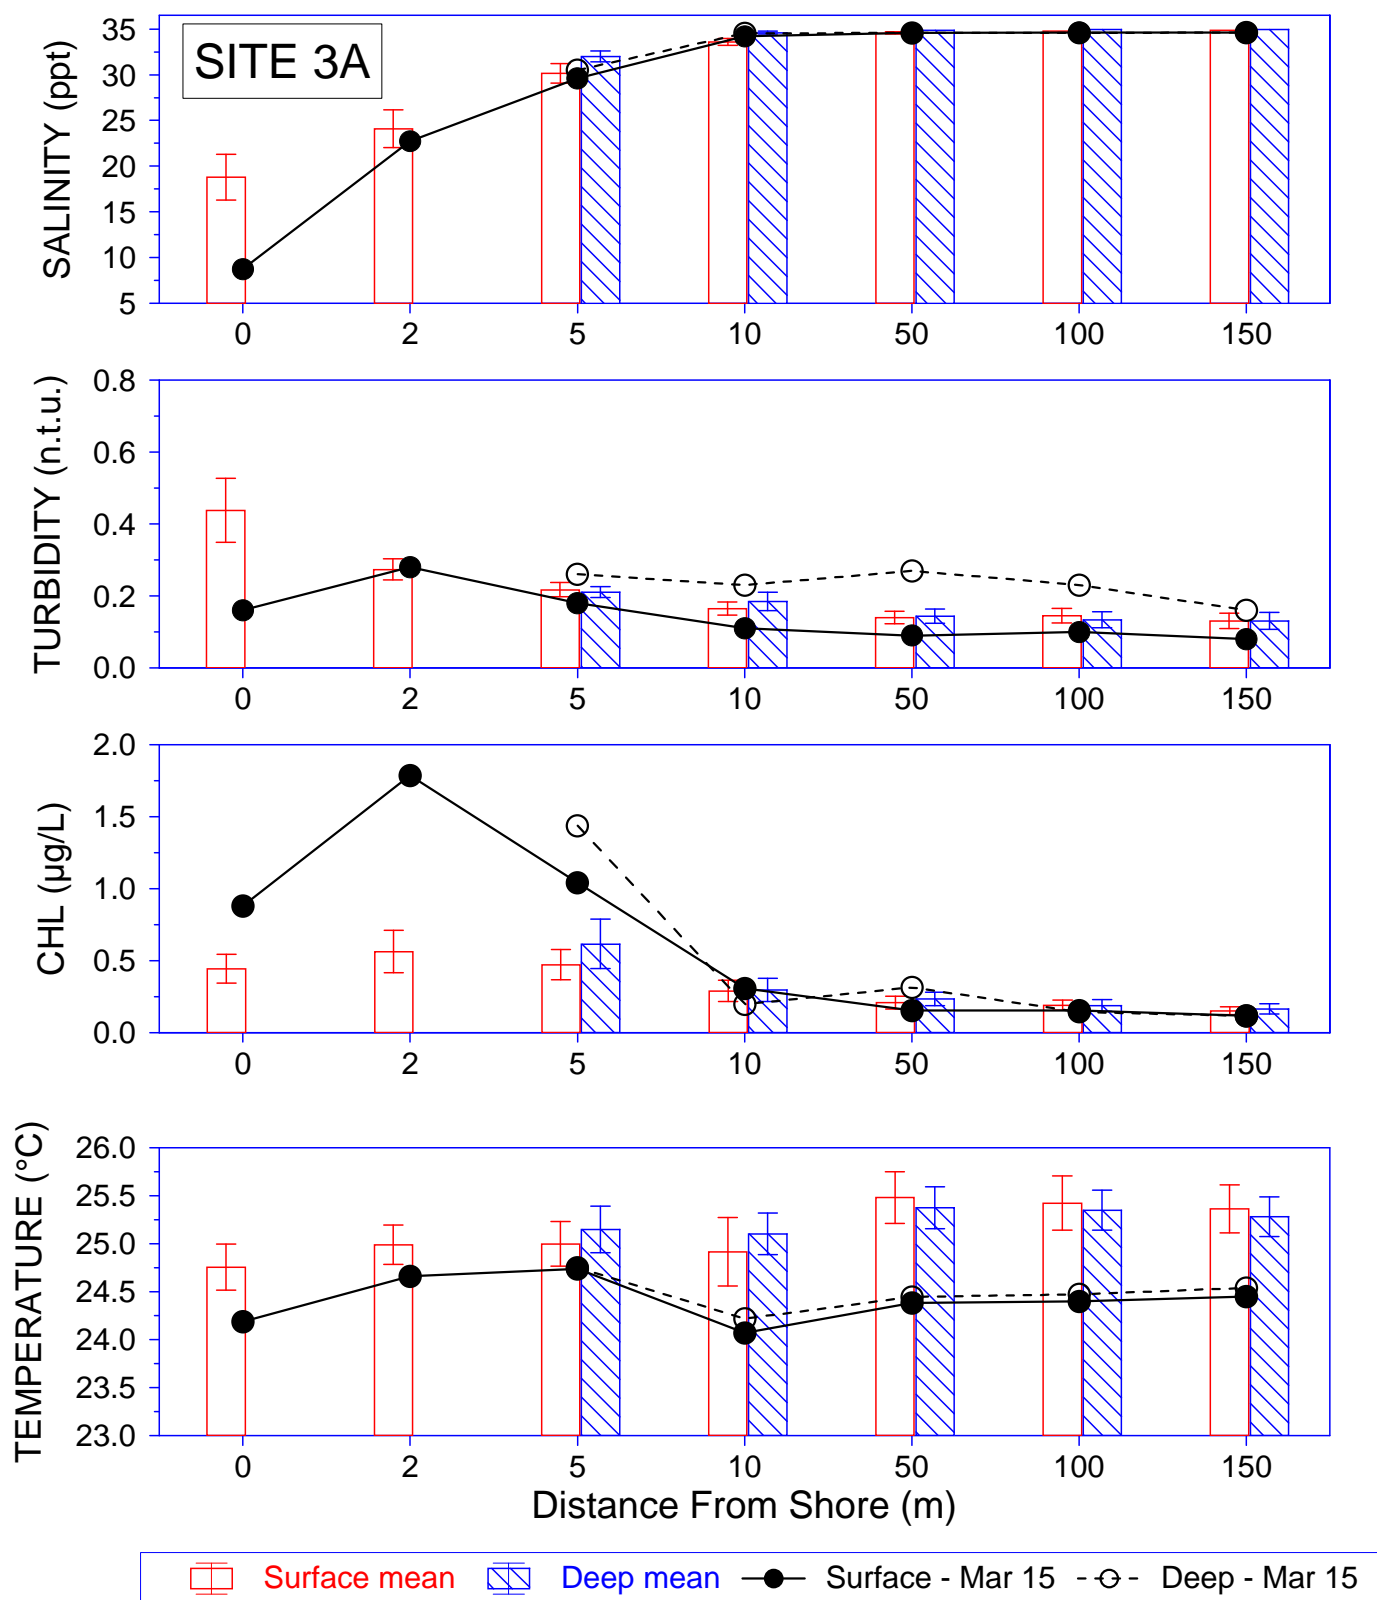 SITE 3A
SALINITY (ppt)
35
30
25
20
15
10
5
0 2 5 10 50 100 150
TURBIDITY (n.t.u.)
0.8
0.6
0.4
0.2
0.0
0 2 5 10 50 100 150
CHL (µg/L)
2.0
1.5
1.0
0.5
0.0
0 2 5 10 50 100 150
TEMPERATURE (°C)
26.0
25.5
25.0
24.5
24.0
23.5
23.0
0 2 5 10 50 100 150
Distance From Shore (m)
Surface mean Deep mean Surface - Mar 15 Deep - Mar 15